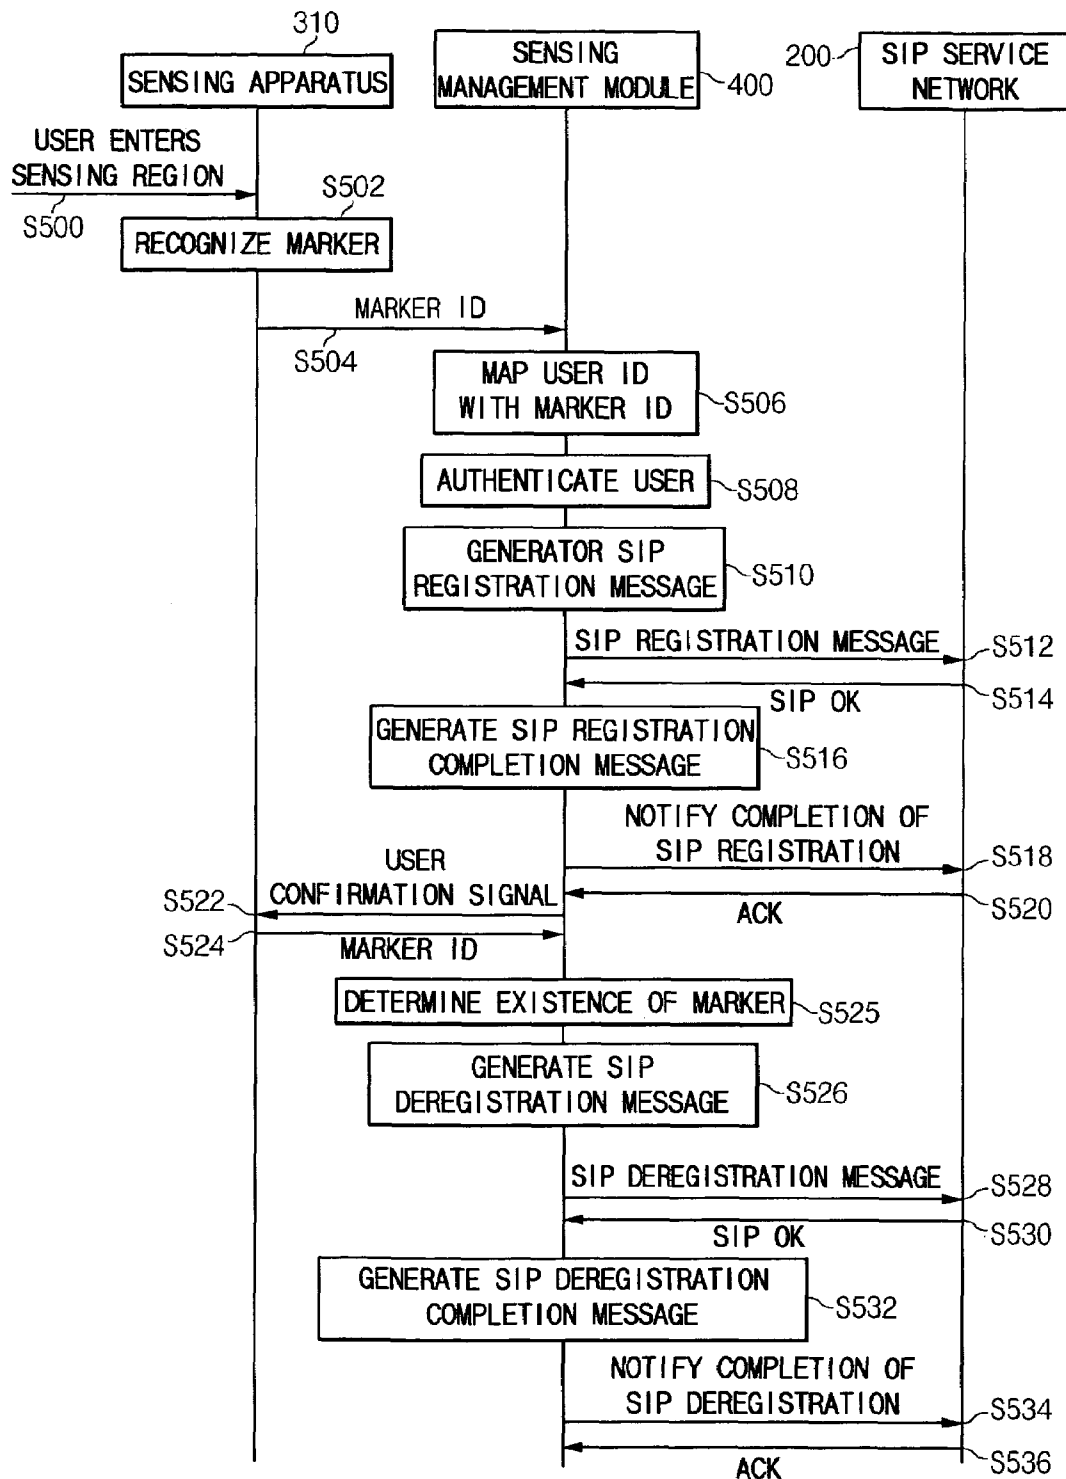 310
SENSING APPARATUS
SENSING
MANAGEMENT MODULE
400
200
SIP SERVICE
NETWORK
USER ENTERS
SENSING REGION
S500
S502
RECOGNIZE MARKER
MARKER ID
S504
MAP USER ID
WITH MARKER ID
S506
AUTHENTICATE USER
S508
GENERATOR SIP
REGISTRATION MESSAGE
S510
SIP REGISTRATION MESSAGE
S512
SIP OK
S514
GENERATE SIP REGISTRATION
COMPLETION MESSAGE
S516
NOTIFY COMPLETION OF
SIP REGISTRATION
S518
ACK
S520
USER
CONFIRMATION SIGNAL
S522
S524
MARKER ID
DETERMINE EXISTENCE OF MARKER
S525
GENERATE SIP
DEREGISTRATION MESSAGE
S526
SIP DEREGISTRATION MESSAGE
S528
SIP OK
S530
GENERATE SIP DEREGISTRATION
COMPLETION MESSAGE
S532
NOTIFY COMPLETION OF
SIP DEREGISTRATION
S534
ACK
S536